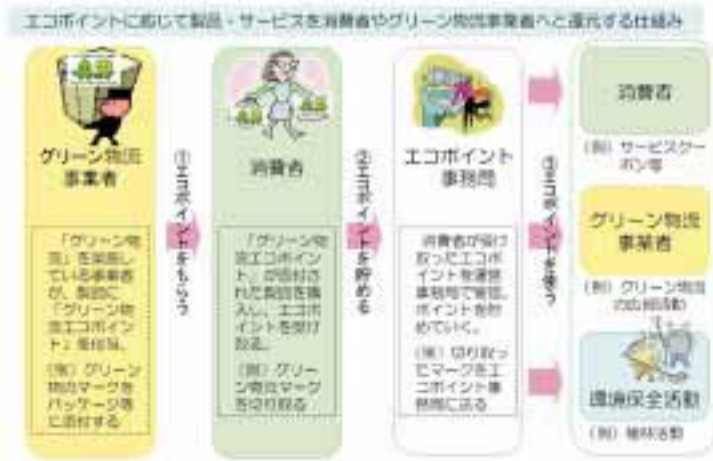 エコポイントに応じて製品・サービスを消費者やグリーン物流事業者へと還元する仕組み
グリーン物流
事業者
「グリーン物
流」を実施し
ている事業者
が、製品に
「グリーン物
流エコポイン
ト」を付与。
(例)グリーン
物流マークを
パッケージ等
に添付する
①エコポイントをもらう
消費者
「グリーン物
流エコポイン
ト」が添付さ
れた製品を購
入し、エコポ
イントを受け
取る。
(例)グリー
ン物流マーク
を切り取る
②エコポイントを貯める
エコポイント
事務局
消費者が受け
取ったエコポ
イントを運営
事務局で管理。
ポイントを貯
めていく。
(例)切り取っ
たマークをエ
コポイント事
務局に送る
③エコポイントを使う
消費者
(例)サービスクー
ポン等
グリーン物流
事業者
(例)グリーン物流
の広報活動
環境保全活動
(例)植林活動